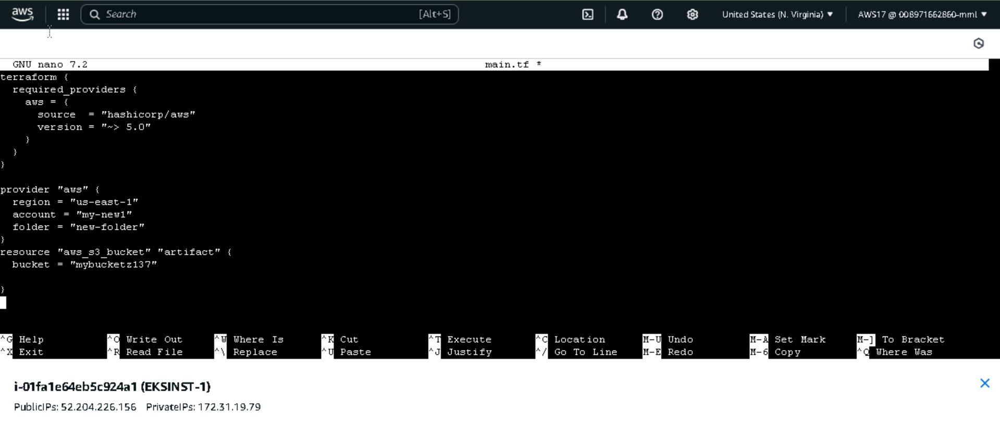 aws
Search [Alt+S] United States (N. Virginia) AWS17 @ 008971662860-mml
GNU nano 7.2 main.tf *
terraform {
  required_providers {
    aws = {
      source  = "hashicorp/aws"
      version = "~> 5.0"
    }
  }
}

provider "aws" {
  region = "us-east-1"
  account = "my-new1"
  folder = "new-folder"
}
resource "aws_s3_bucket" "artifact" {
  bucket = "mybucketz137"

}
^G Help ^O Write Out ^W Where Is ^K Cut ^T Execute ^C Location M-U Undo M-A Set Mark M-] To Bracket
^X Exit ^R Read File ^\ Replace ^U Paste ^J Justify ^/ Go To Line M-E Redo M-6 Copy ^Q Where Was
i-01fa1e64eb5c924a1 (EKSINST-1)
PublicIPs: 52.204.226.156 PrivateIPs: 172.31.19.79